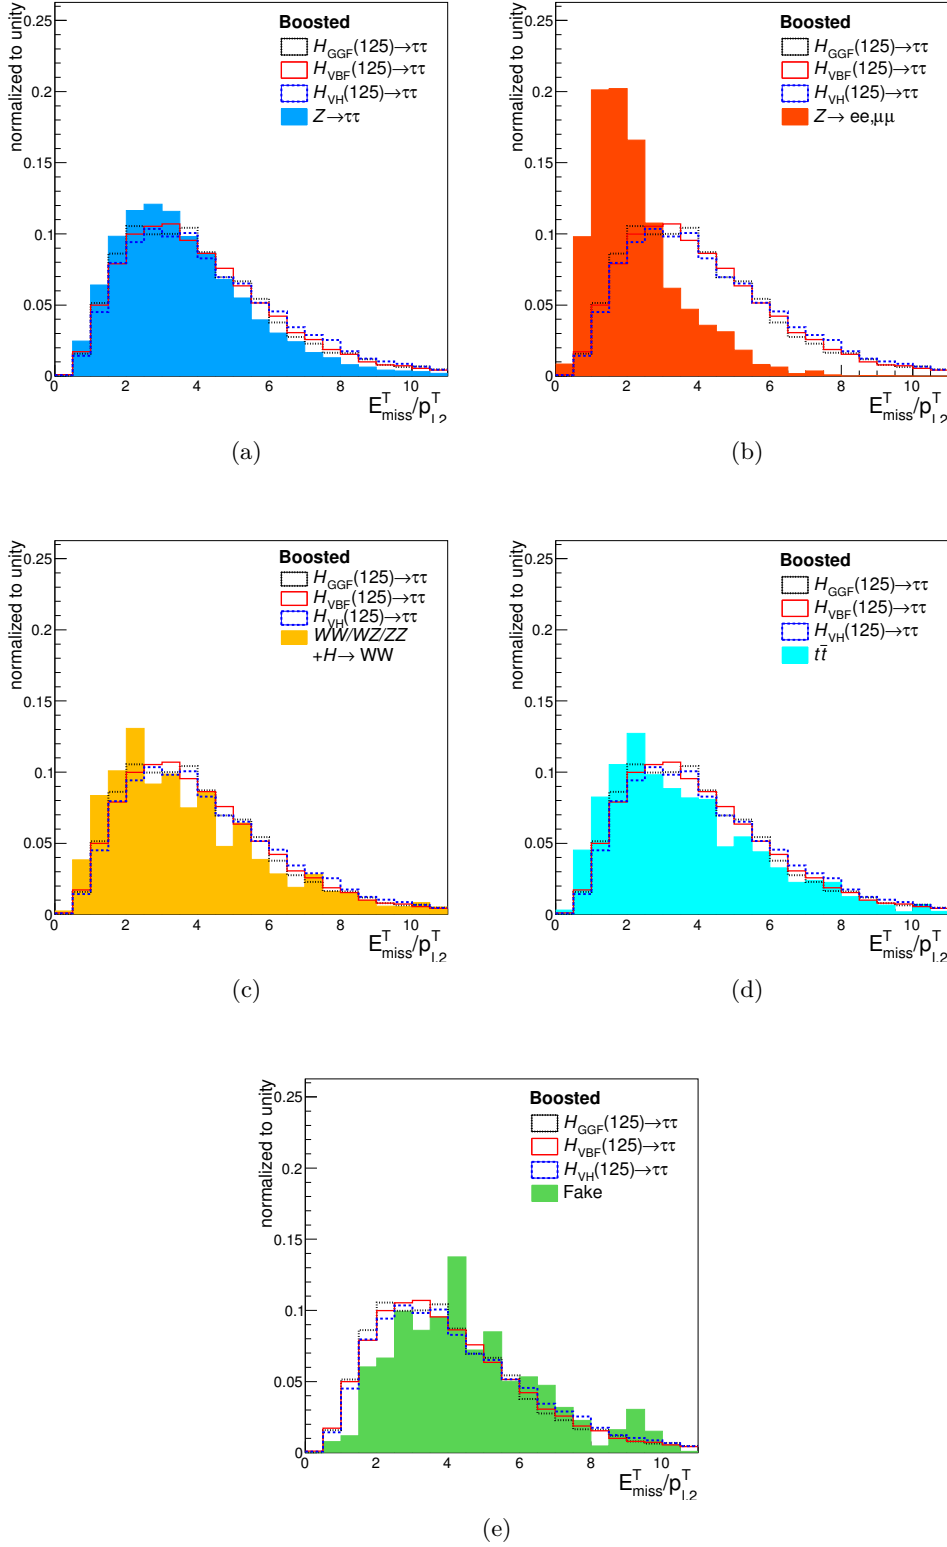 normalized to unity
0.25
0.2
0.15
0.1
0.05
0
Boosted
H_GGF(125)→ττ
H_VBF(125)→ττ
H_VH(125)→ττ
Z→ττ
0 2 4 6 8 10
E^T_miss/p^T_l,2
(a)
normalized to unity
0.25
0.2
0.15
0.1
0.05
0
Boosted
H_GGF(125)→ττ
H_VBF(125)→ττ
H_VH(125)→ττ
Z→ ee,μμ
0 2 4 6 8 10
E^T_miss/p^T_l,2
(b)
normalized to unity
0.25
0.2
0.15
0.1
0.05
0
Boosted
H_GGF(125)→ττ
H_VBF(125)→ττ
H_VH(125)→ττ
WW/WZ/ZZ
+H→ WW
0 2 4 6 8 10
E^T_miss/p^T_l,2
(c)
normalized to unity
0.25
0.2
0.15
0.1
0.05
0
Boosted
H_GGF(125)→ττ
H_VBF(125)→ττ
H_VH(125)→ττ
tt̄
0 2 4 6 8 10
E^T_miss/p^T_l,2
(d)
normalized to unity
0.25
0.2
0.15
0.1
0.05
0
Boosted
H_GGF(125)→ττ
H_VBF(125)→ττ
H_VH(125)→ττ
Fake
0 2 4 6 8 10
E^T_miss/p^T_l,2
(e)